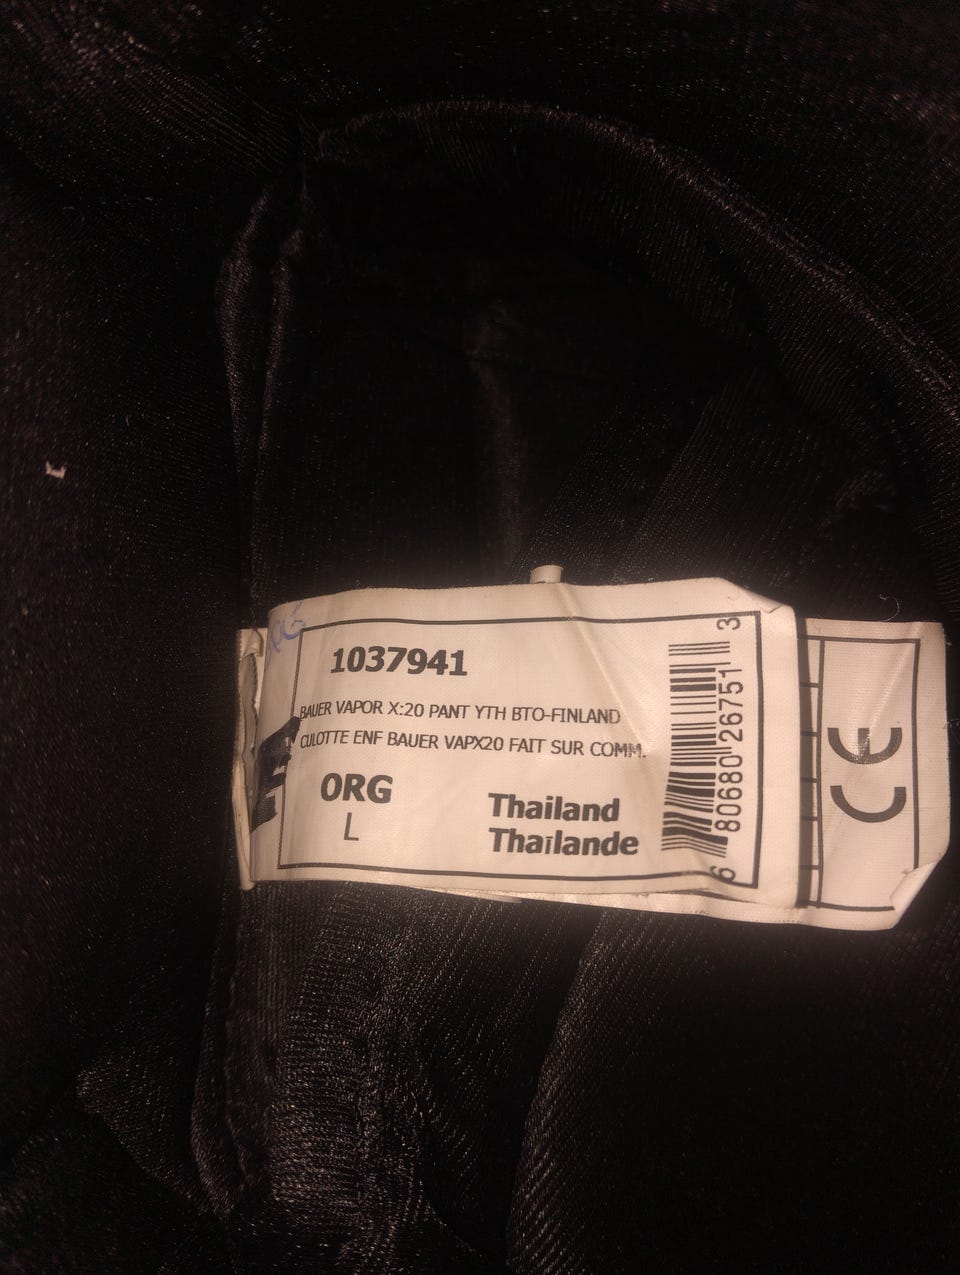 1037941
BAUER VAPOR X:20 PANT YTH BTO-FINLAND
CULOTTE ENF BAUER VAPX20 FAIT SUR COMM.
ORG
L
Thailand
Thaïlande
6 80680 26751 3
CE